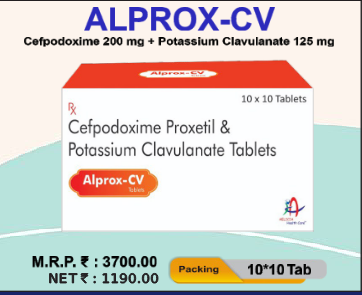 ALPROX-CV
Cefpodoxime 200 mg + Potassium Clavulanate 125 mg
Alprox-CV
10 x 10 Tablets
Rx
Cefpodoxime Proxetil &
Potassium Clavulanate Tablets
Alprox-CV
Tablets
M.R.P. ₹ : 3700.00
NET ₹ : 1190.00
Packing
10*10 Tab